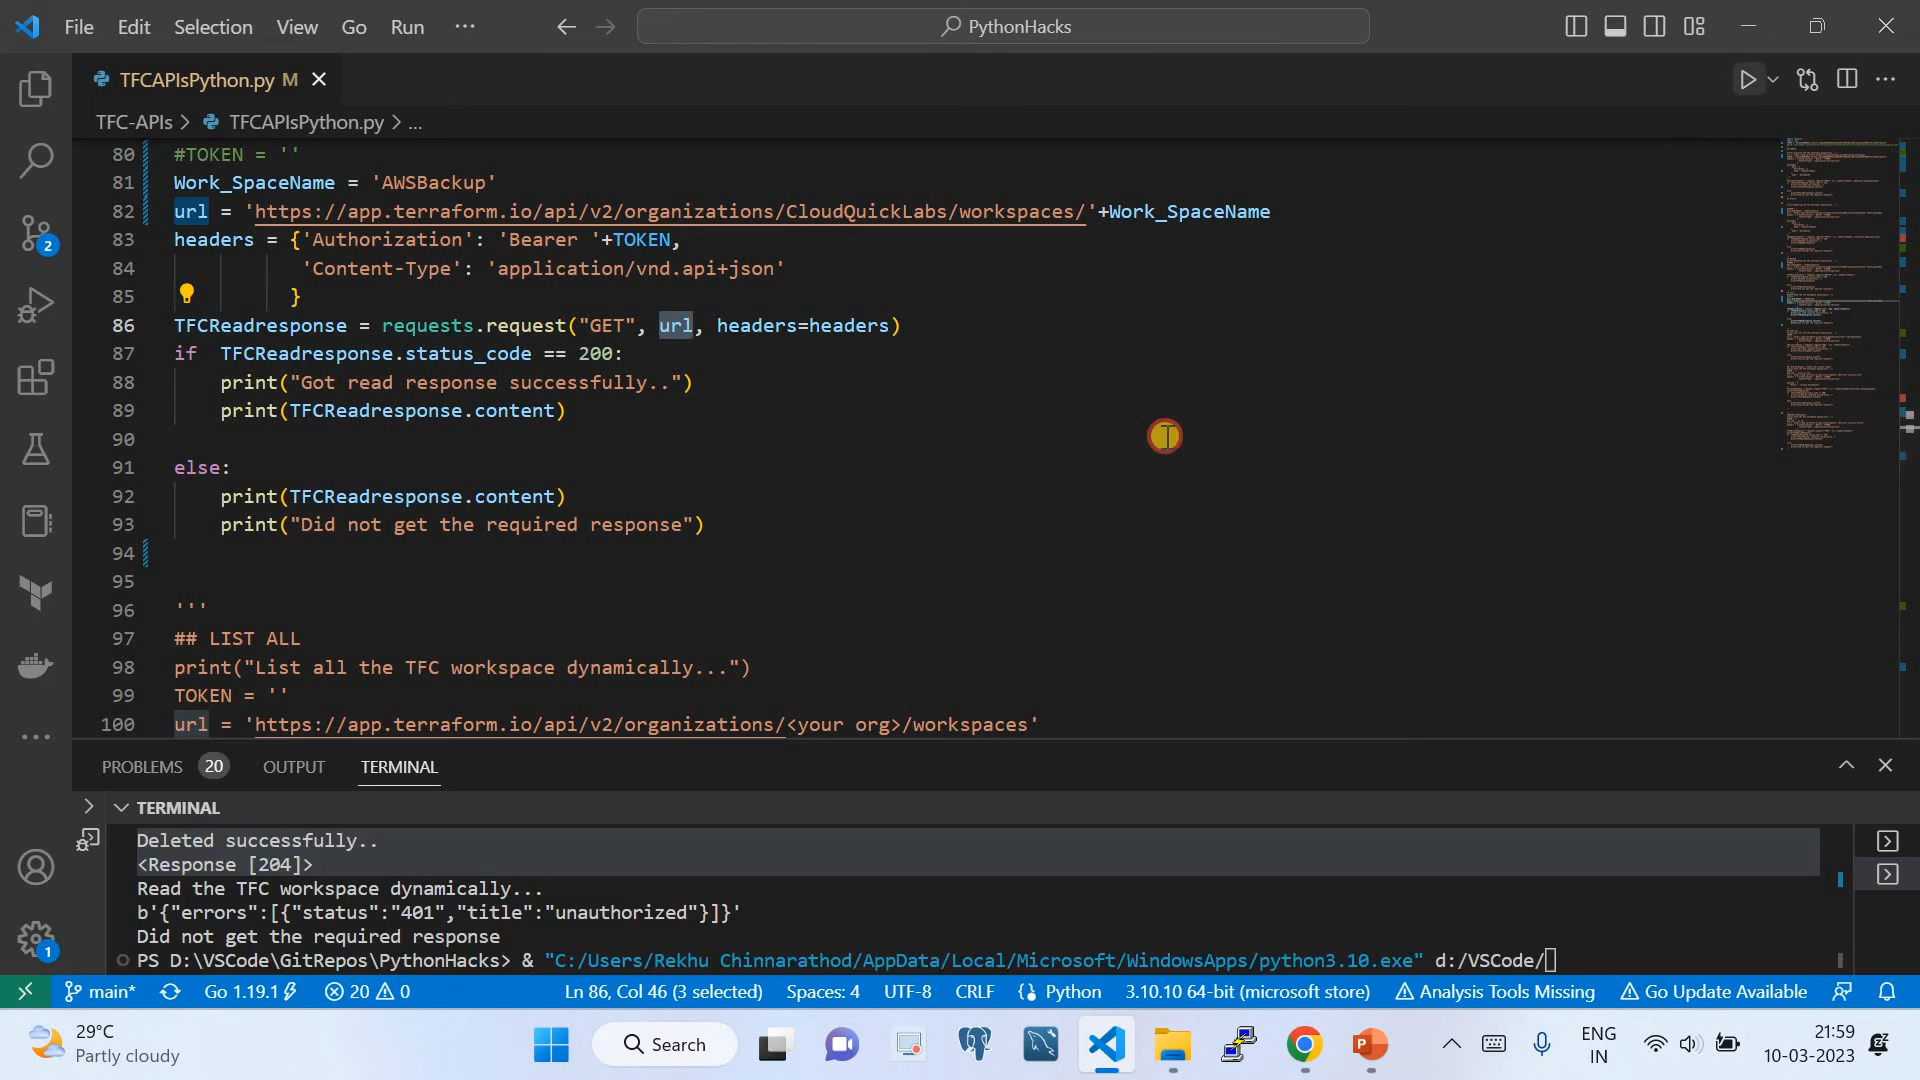 File Edit Selection View Go Run ...
PythonHacks
TFCAPIsPython.py M
TFC-APIs > TFCAPIsPython.py > ...
80 #TOKEN = ''
81 Work_SpaceName = 'AWSBackup'
82 url = 'https://app.terraform.io/api/v2/organizations/CloudQuickLabs/workspaces/'+Work_SpaceName
83 headers = {'Authorization': 'Bearer '+TOKEN,
84 'Content-Type': 'application/vnd.api+json'
85 }
86 TFCReadresponse = requests.request("GET", url, headers=headers)
87 if TFCReadresponse.status_code == 200:
88 print("Got read response successfully..")
89 print(TFCReadresponse.content)
90
91 else:
92 print(TFCReadresponse.content)
93 print("Did not get the required response")
94
95
96 '''
97 ## LIST ALL
98 print("List all the TFC workspace dynamically...")
99 TOKEN = ''
100 url = 'https://app.terraform.io/api/v2/organizations/<your org>/workspaces'
2
1
PROBLEMS 20 OUTPUT TERMINAL
TERMINAL
Deleted successfully..
<Response [204]>
Read the TFC workspace dynamically...
b'{"errors":[{"status":"401","title":"unauthorized"}]}'
Did not get the required response
PS D:\VSCode\GitRepos\PythonHacks> & "C:/Users/Rekhu Chinnarathod/AppData/Local/Microsoft/WindowsApps/python3.10.exe" d:/VSCode/
main* Go 1.19.1 20 0 Ln 86, Col 46 (3 selected) Spaces: 4 UTF-8 CRLF Python 3.10.10 64-bit (microsoft store) Analysis Tools Missing Go Update Available
29°C
Partly cloudy
Search
ENG
IN
21:59
10-03-2023